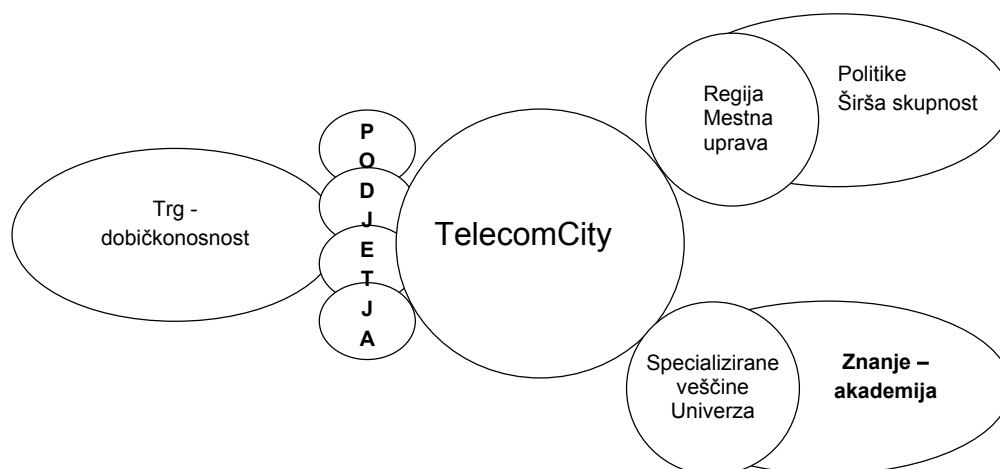 Trg -
dobičkonosnost
P
O
D
J
E
T
J
A
TelecomCity
Regija
Mestna
uprava
Politike
Širša skupnost
Specializirane
veščine
Univerza
Znanje –
akademija